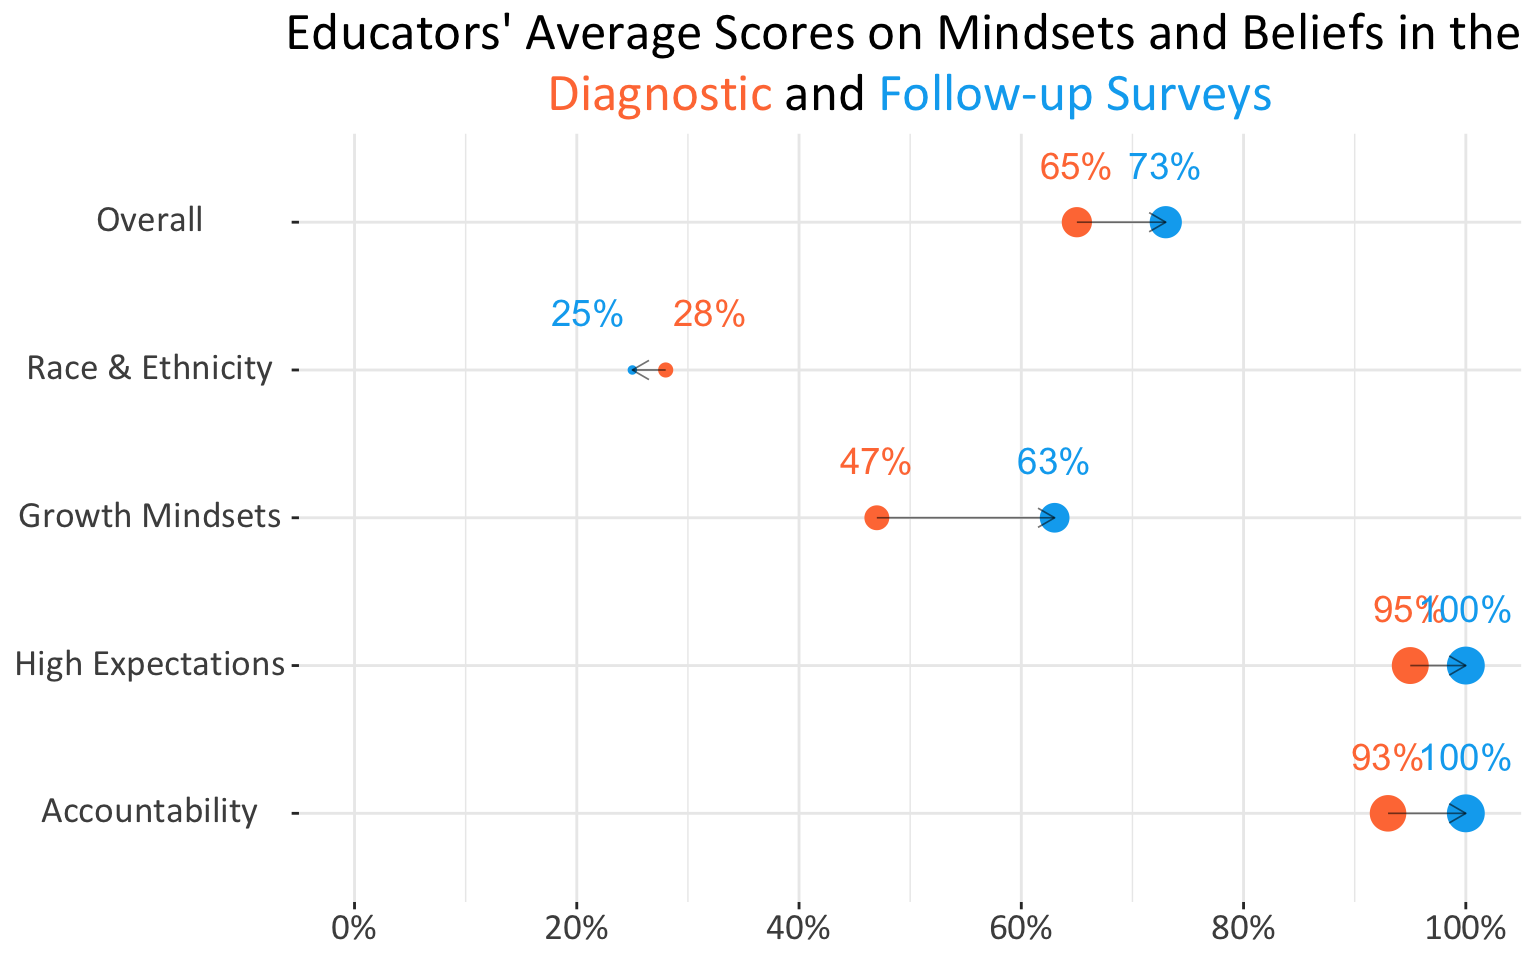 Educators' Average Scores on Mindsets and Beliefs in the
Diagnostic and Follow-up Surveys
65% 73%
Overall
25% 28%
Race & Ethnicity
47% 63%
Growth Mindsets
95% 100%
High Expectations
93% 100%
Accountability
0% 20% 40% 60% 80% 100%